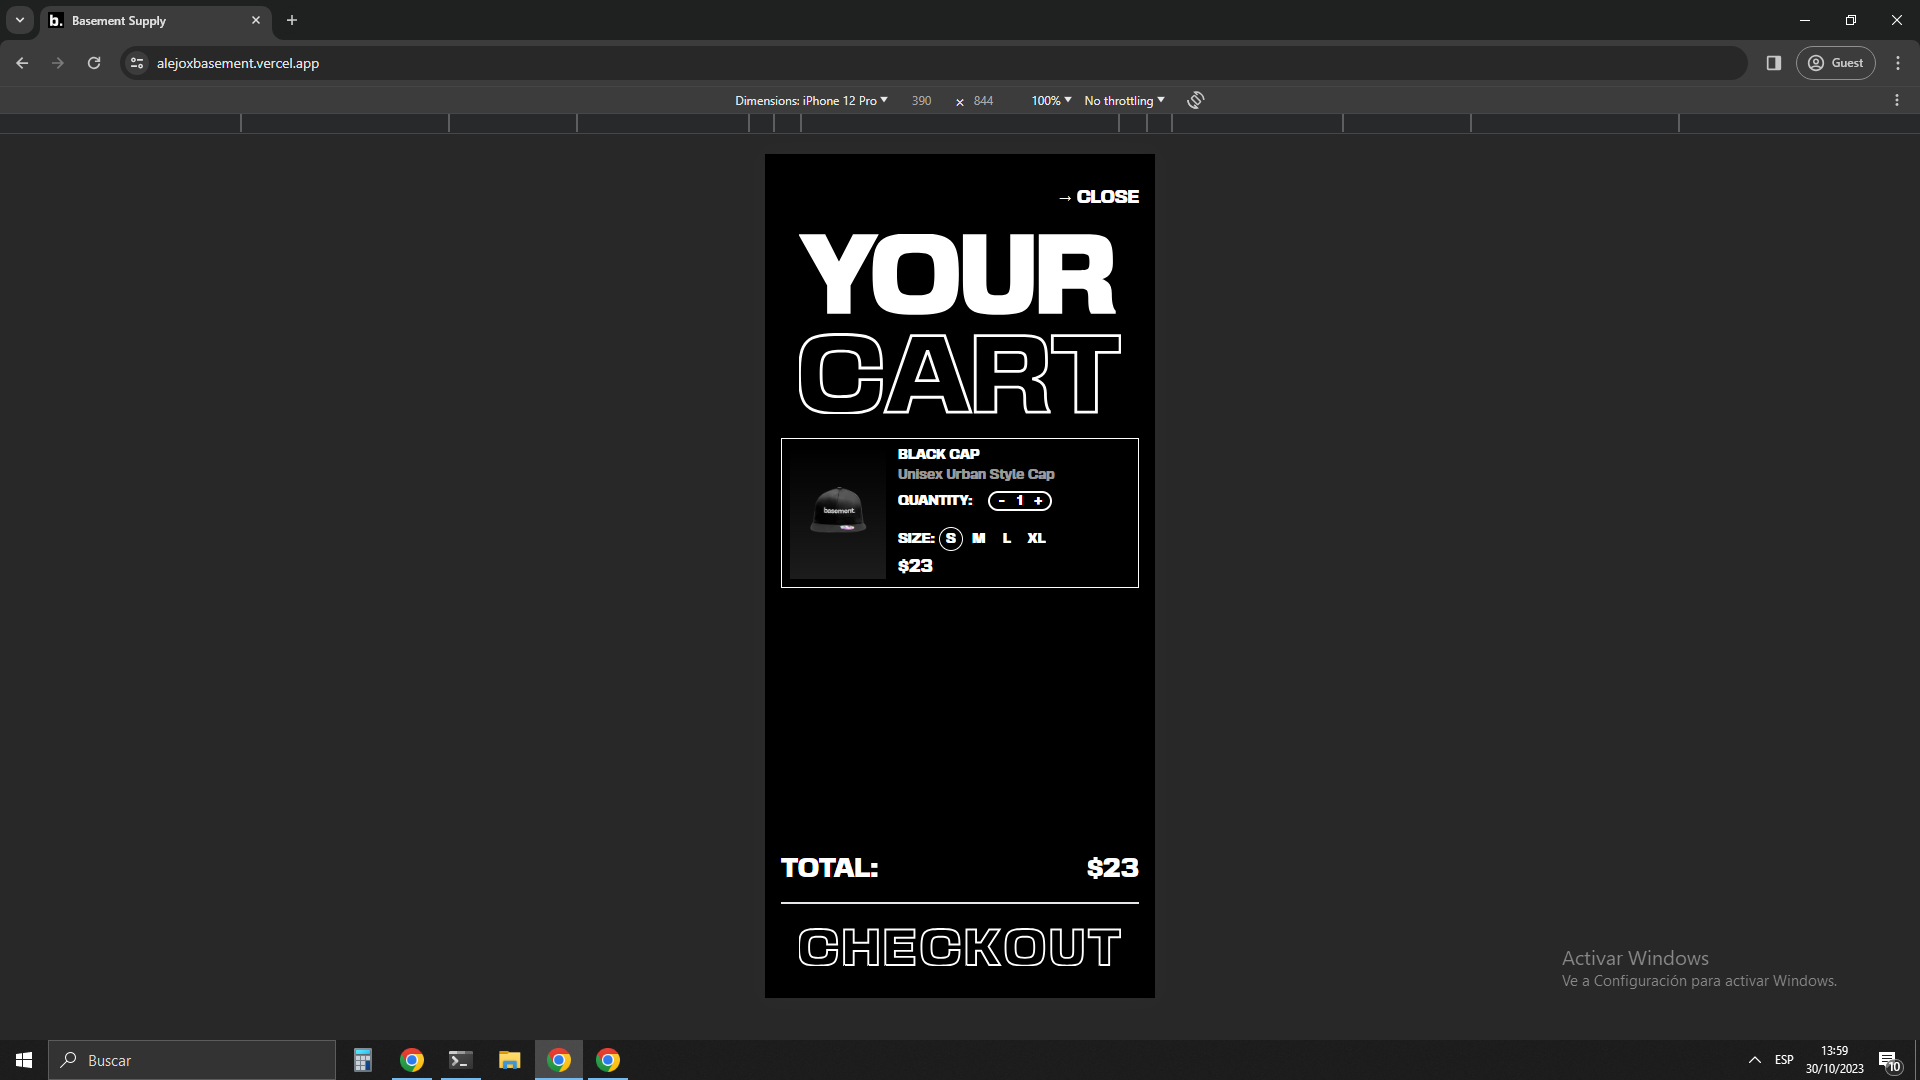 Basement Supply
alejoxbasement.vercel.app
Guest
Dimensions: iPhone 12 Pro 390 × 844 100% No throttling
→ CLOSE
YOUR
CART
basement.
BLACK CAP
Unisex Urban Style Cap
QUANTITY: - 1 +
SIZE: S M L XL
$23
TOTAL: $23
CHECKOUT
Activar Windows
Ve a Configuración para activar Windows.
Buscar
ESP
13:59
30/10/2023
10